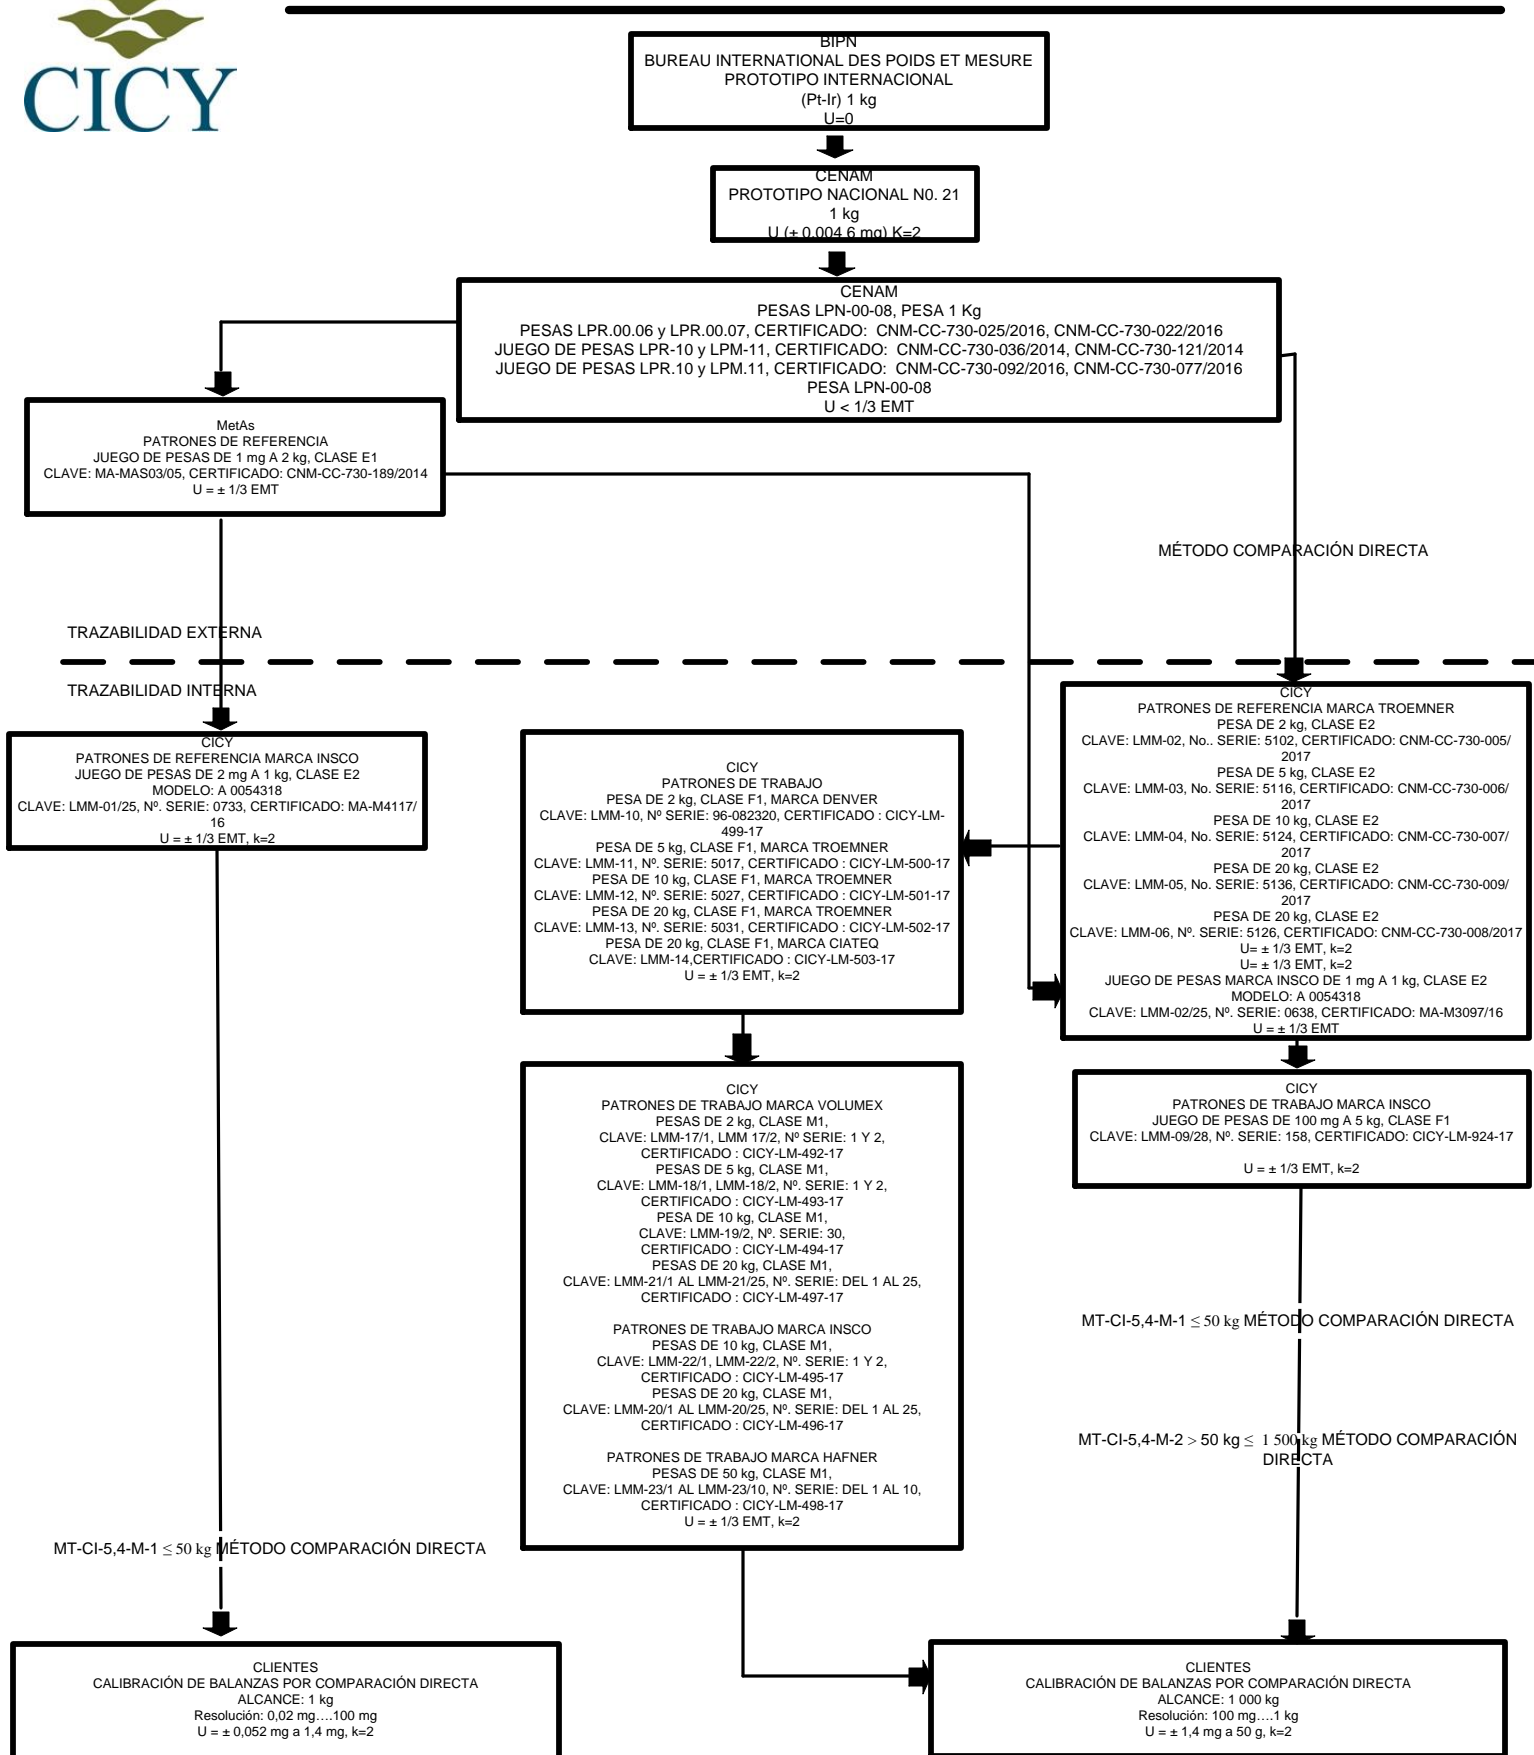 CICY
BIPN
BUREAU INTERNATIONAL DES POIDS ET MESURE
PROTOTIPO INTERNACIONAL
(Pt-Ir) 1 kg
U=0
CENAM
PROTOTIPO NACIONAL N0. 21
1 kg
U (± 0.004 6 mg) K=2
CENAM
PESAS LPN-00-08, PESA 1 Kg
PESAS LPR.00.06 y LPR.00.07, CERTIFICADO: CNM-CC-730-025/2016, CNM-CC-730-022/2016
JUEGO DE PESAS LPR-10 y LPM-11, CERTIFICADO: CNM-CC-730-036/2014, CNM-CC-730-121/2014
JUEGO DE PESAS LPR.10 y LPM.11, CERTIFICADO: CNM-CC-730-092/2016, CNM-CC-730-077/2016
PESA LPN-00-08
U < 1/3 EMT
MetAs
PATRONES DE REFERENCIA
JUEGO DE PESAS DE 1 mg A 2 kg, CLASE E1
CLAVE: MA-MAS03/05, CERTIFICADO: CNM-CC-730-189/2014
U = ± 1/3 EMT
MÉTODO COMPARACIÓN DIRECTA
TRAZABILIDAD EXTERNA
TRAZABILIDAD INTERNA
CICY
PATRONES DE REFERENCIA MARCA INSCO
JUEGO DE PESAS DE 2 mg A 1 kg, CLASE E2
MODELO: A 0054318
CLAVE: LMM-01/25, Nº. SERIE: 0733, CERTIFICADO: MA-M4117/
16
U = ± 1/3 EMT, k=2
CICY
PATRONES DE TRABAJO
PESA DE 2 kg, CLASE F1, MARCA DENVER
CLAVE: LMM-10, Nº SERIE: 96-082320, CERTIFICADO : CICY-LM-
499-17
PESA DE 5 kg, CLASE F1, MARCA TROEMNER
CLAVE: LMM-11, Nº. SERIE: 5017, CERTIFICADO : CICY-LM-500-17
PESA DE 10 kg, CLASE F1, MARCA TROEMNER
CLAVE: LMM-12, Nº. SERIE: 5027, CERTIFICADO : CICY-LM-501-17
PESA DE 20 kg, CLASE F1, MARCA TROEMNER
CLAVE: LMM-13, Nº. SERIE: 5031, CERTIFICADO : CICY-LM-502-17
PESA DE 20 kg, CLASE F1, MARCA CIATEQ
CLAVE: LMM-14,CERTIFICADO : CICY-LM-503-17
U = ± 1/3 EMT, k=2
CICY
PATRONES DE REFERENCIA MARCA TROEMNER
PESA DE 2 kg, CLASE E2
CLAVE: LMM-02, No.. SERIE: 5102, CERTIFICADO: CNM-CC-730-005/
2017
PESA DE 5 kg, CLASE E2
CLAVE: LMM-03, No. SERIE: 5116, CERTIFICADO: CNM-CC-730-006/
2017
PESA DE 10 kg, CLASE E2
CLAVE: LMM-04, No. SERIE: 5124, CERTIFICADO: CNM-CC-730-007/
2017
PESA DE 20 kg, CLASE E2
CLAVE: LMM-05, No. SERIE: 5136, CERTIFICADO: CNM-CC-730-009/
2017
PESA DE 20 kg, CLASE E2
CLAVE: LMM-06, Nº. SERIE: 5126, CERTIFICADO: CNM-CC-730-008/2017
U= ± 1/3 EMT, k=2
U= ± 1/3 EMT, k=2
JUEGO DE PESAS MARCA INSCO DE 1 mg A 1 kg, CLASE E2
MODELO: A 0054318
CLAVE: LMM-02/25, Nº. SERIE: 0638, CERTIFICADO: MA-M3097/16
U = ± 1/3 EMT
CICY
PATRONES DE TRABAJO MARCA VOLUMEX
PESAS DE 2 kg, CLASE M1,
CLAVE: LMM-17/1, LMM 17/2, Nº SERIE: 1 Y 2,
CERTIFICADO : CICY-LM-492-17
PESAS DE 5 kg, CLASE M1,
CLAVE: LMM-18/1, LMM-18/2, Nº. SERIE: 1 Y 2,
CERTIFICADO : CICY-LM-493-17
PESA DE 10 kg, CLASE M1,
CLAVE: LMM-19/2, Nº. SERIE: 30,
CERTIFICADO : CICY-LM-494-17
PESAS DE 20 kg, CLASE M1,
CLAVE: LMM-21/1 AL LMM-21/25, Nº. SERIE: DEL 1 AL 25,
CERTIFICADO : CICY-LM-497-17
PATRONES DE TRABAJO MARCA INSCO
PESAS DE 10 kg, CLASE M1,
CLAVE: LMM-22/1, LMM-22/2, Nº. SERIE: 1 Y 2,
CERTIFICADO : CICY-LM-495-17
PESAS DE 20 kg, CLASE M1,
CLAVE: LMM-20/1 AL LMM-20/25, Nº. SERIE: DEL 1 AL 25,
CERTIFICADO : CICY-LM-496-17
PATRONES DE TRABAJO MARCA HAFNER
PESAS DE 50 kg, CLASE M1,
CLAVE: LMM-23/1 AL LMM-23/10, Nº. SERIE: DEL 1 AL 10,
CERTIFICADO : CICY-LM-498-17
U = ± 1/3 EMT, k=2
CICY
PATRONES DE TRABAJO MARCA INSCO
JUEGO DE PESAS DE 100 mg A 5 kg, CLASE F1
CLAVE: LMM-09/28, Nº. SERIE: 158, CERTIFICADO: CICY-LM-924-17
U = ± 1/3 EMT, k=2
MT-CI-5,4-M-1 ≤ 50 kg MÉTODO COMPARACIÓN DIRECTA
MT-CI-5,4-M-2 > 50 kg ≤ 1 500 kg MÉTODO COMPARACIÓN
DIRECTA
MT-CI-5,4-M-1 ≤ 50 kg MÉTODO COMPARACIÓN DIRECTA
CLIENTES
CALIBRACIÓN DE BALANZAS POR COMPARACIÓN DIRECTA
ALCANCE: 1 kg
Resolución: 0,02 mg….100 mg
U = ± 0,052 mg a 1,4 mg, k=2
CLIENTES
CALIBRACIÓN DE BALANZAS POR COMPARACIÓN DIRECTA
ALCANCE: 1 000 kg
Resolución: 100 mg….1 kg
U = ± 1,4 mg a 50 g, k=2